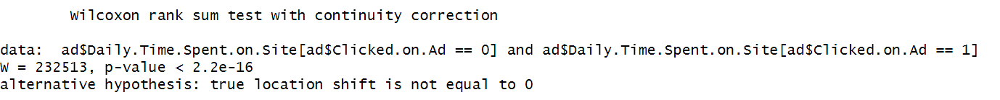 Wilcoxon rank sum test with continuity correction
data:  ad$Daily.Time.Spent.on.Site[ad$Clicked.on.Ad == 0] and ad$Daily.Time.Spent.on.Site[ad$Clicked.on.Ad == 1]
W = 232513, p-value < 2.2e-16
alternative hypothesis: true location shift is not equal to 0